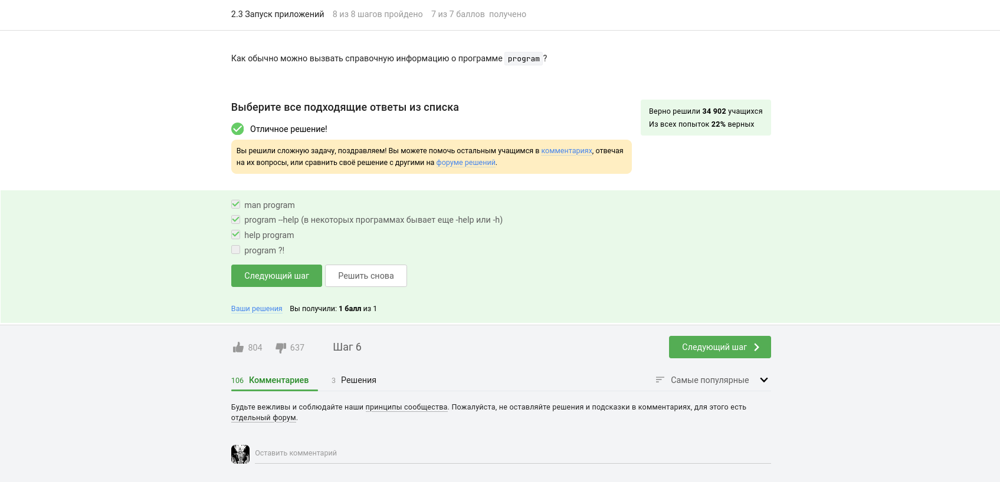 2.3 Запуск приложений 8 из 8 шагов пройдено 7 из 7 баллов получено
Как обычно можно вызвать справочную информацию о программе program?
Выберите все подходящие ответы из списка
Верно решили 34 902 учащихся
Из всех попыток 22% верных
Отличное решение!
Вы решили сложную задачу, поздравляем! Вы можете помочь остальным учащимся в комментариях, отвечая
на их вопросы, или сравнить своё решение с другими на форуме решений.
man program
program --help (в некоторых программах бывает еще -help или -h)
help program
program ?!
Следующий шаг Решить снова
Ваши решения Вы получили: 1 балл из 1
804 637 Шаг 6 Следующий шаг
106 Комментариев 3 Решения Самые популярные
Будьте вежливы и соблюдайте наши принципы сообщества. Пожалуйста, не оставляйте решения и подсказки в комментариях, для этого есть
отдельный форум.
Оставить комментарий